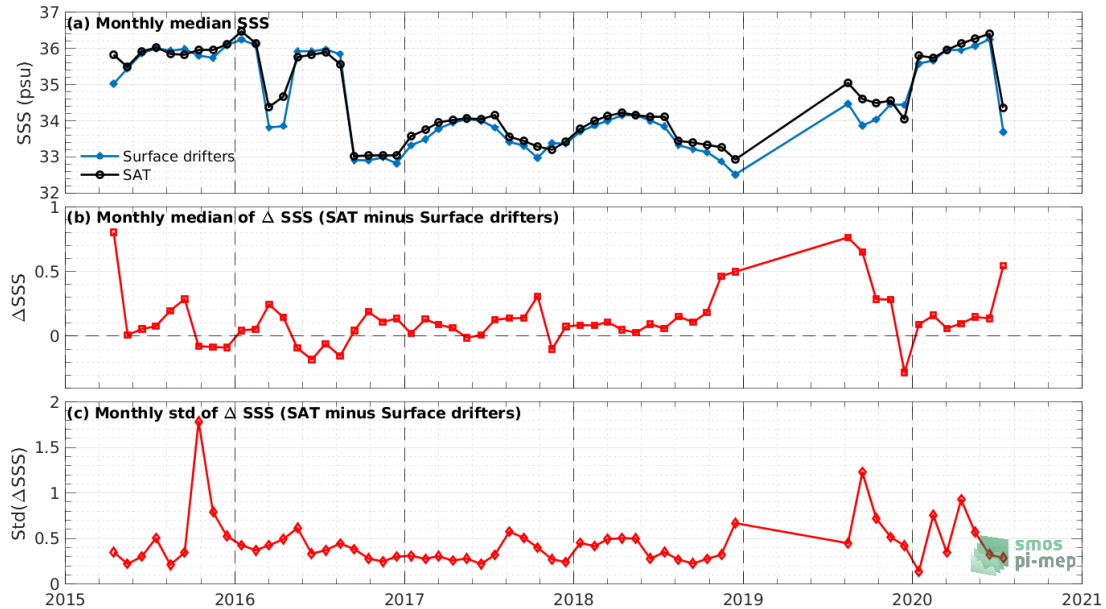 37
(a) Monthly median SSS
36
35
34
33
32
SSS (psu)
Surface drifters
SAT
1
(b) Monthly median of Δ SSS (SAT minus Surface drifters)
0.5
0
ΔSSS
2
(c) Monthly std of Δ SSS (SAT minus Surface drifters)
1.5
1
0.5
0
Std(ΔSSS)
smos
pi-mep
2015 2016 2017 2018 2019 2020 2021